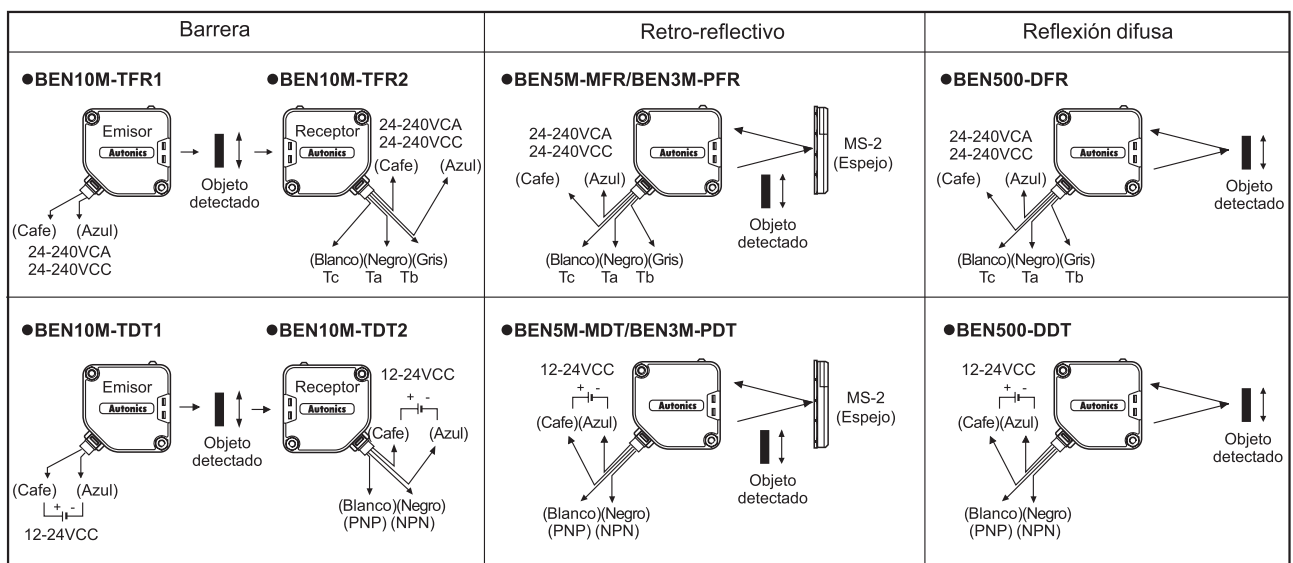 Barrera
Retro-reflectivo
Reflexión difusa
●BEN10M-TFR1
●BEN10M-TFR2
Emisor
Autonics
Objeto
detectado
(Cafe) (Azul)
24-240VCA
24-240VCC
Receptor
Autonics
24-240VCA
24-240VCC
(Cafe) (Azul)
(Blanco)(Negro)(Gris)
Tc Ta Tb
●BEN5M-MFR/BEN3M-PFR
24-240VCA
24-240VCC
(Cafe) (Azul)
Autonics
MS-2
(Espejo)
Objeto
detectado
(Blanco)(Negro)(Gris)
Tc Ta Tb
●BEN500-DFR
24-240VCA
24-240VCC
(Cafe) (Azul)
Autonics
Objeto
detectado
(Blanco)(Negro)(Gris)
Tc Ta Tb
●BEN10M-TDT1
●BEN10M-TDT2
Emisor
Autonics
Objeto
detectado
(Cafe) (Azul)
+ -
12-24VCC
Receptor
Autonics
12-24VCC
+ -
(Cafe) (Azul)
(Blanco)(Negro)
(PNP) (NPN)
●BEN5M-MDT/BEN3M-PDT
12-24VCC
+ -
(Cafe)(Azul)
Autonics
MS-2
(Espejo)
Objeto
detectado
(Blanco)(Negro)
(PNP) (NPN)
●BEN500-DDT
12-24VCC
+ -
(Cafe)(Azul)
Autonics
Objeto
detectado
(Blanco)(Negro)
(PNP) (NPN)